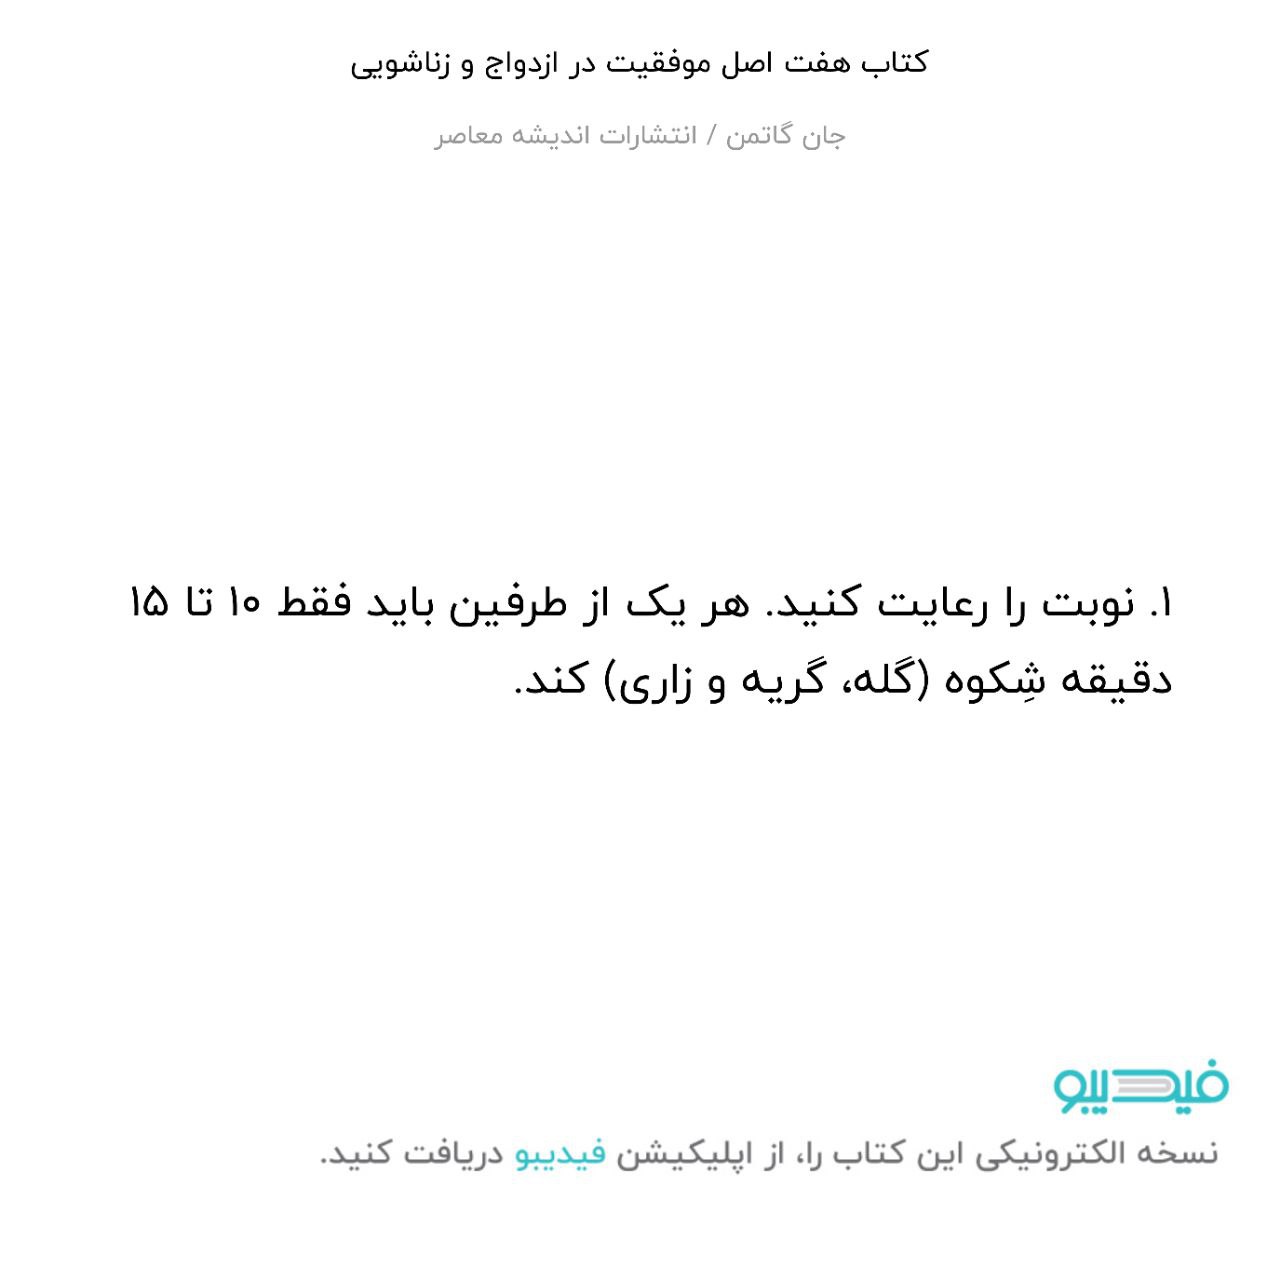 کتاب هفت اصل موفقیت در ازدواج و زناشویی
جان گاتمن / انتشارات اندیشه معاصر
۱. نوبت را رعایت کنید. هر یک از طرفین باید فقط ۱۰ تا ۱۵
دقیقه شِکوه (گله، گریه و زاری) کند.
فیدیبو
نسخه الکترونیکی این کتاب را، از اپلیکیشن فیدیبو دریافت کنید.